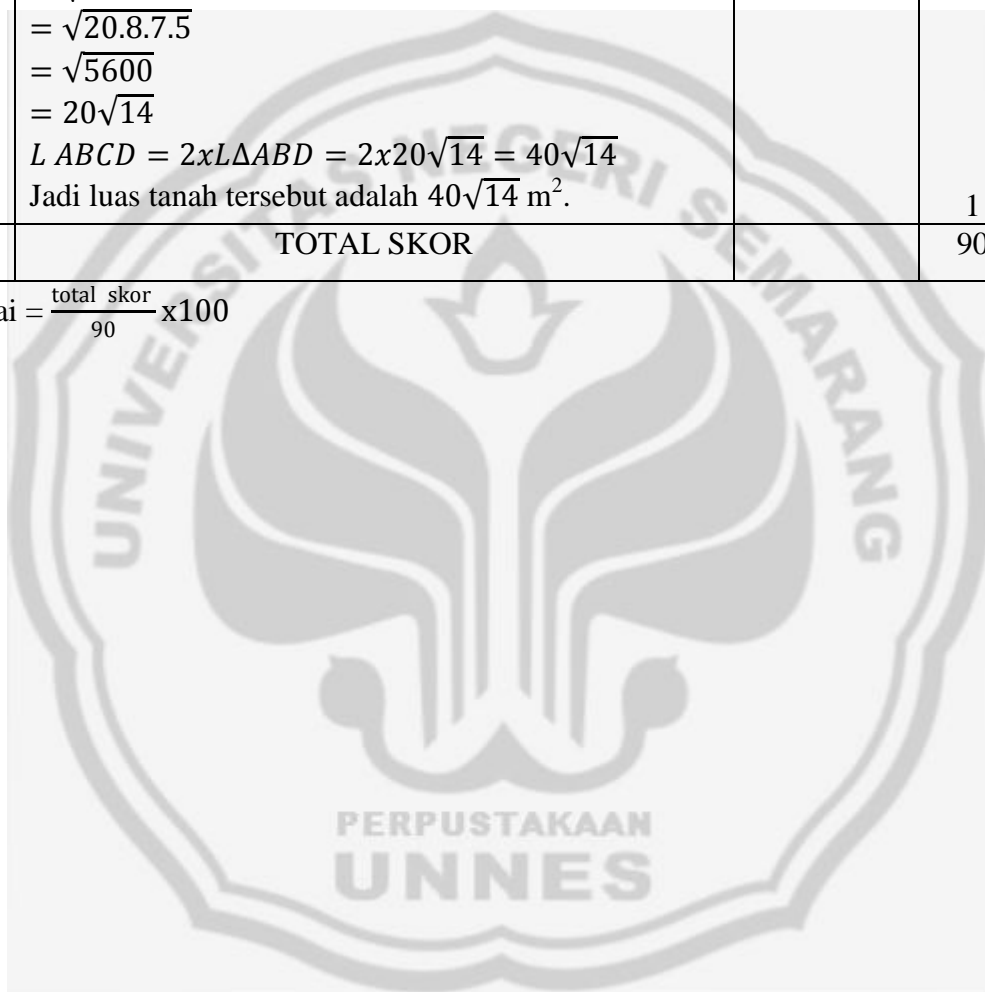 = √20.8.7.5
= √5600
= 20√14
L ABCD = 2xLΔABD = 2x20√14 = 40√14
Jadi luas tanah tersebut adalah 40√14 m².
1
TOTAL SKOR 90
ai = total skor/90 x100
UNIVERSITAS NEGERI SEMARANG
PERPUSTAKAAN
UNNES